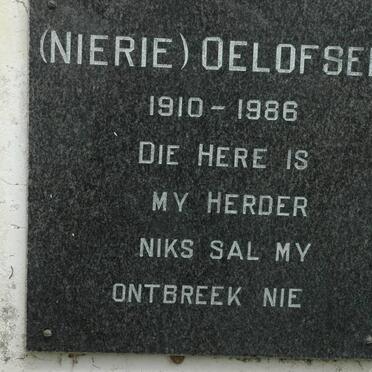 (NIERIE) OELOFSE
1910 - 1986
DIE HERE IS
MY HERDER
NIKS SAL MY
ONTBREEK NIE